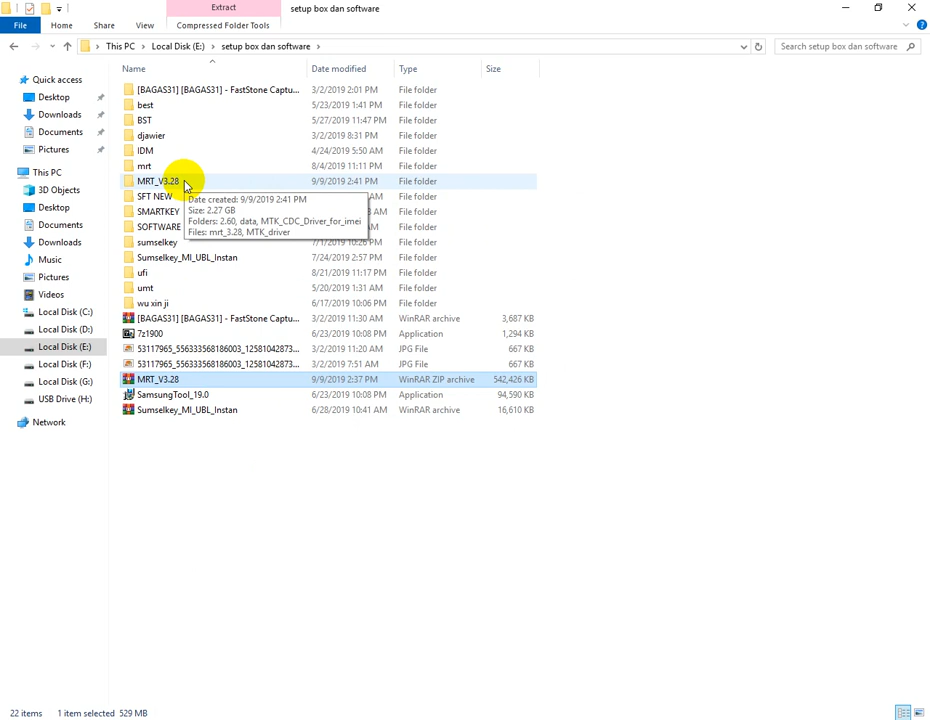 Extract
setup box dan software
File
Home
Share
View
Compressed Folder Tools
This PC
Local Disk (E:)
setup box dan software
Search setup box dan software
Name
Date modified
Type
Size
Quick access
Desktop
Downloads
Documents
Pictures
This PC
3D Objects
Desktop
Documents
Downloads
Music
Pictures
Videos
Local Disk (C:)
Local Disk (D:)
Local Disk (E:)
Local Disk (F:)
Local Disk (G:)
USB Drive (H:)
Network
[BAGAS31] [BAGAS31] - FastStone Captu... 3/2/2019 2:01 PM File folder
best 5/23/2019 1:41 PM File folder
BST 5/27/2019 11:47 PM File folder
djawier 3/2/2019 8:31 PM File folder
IDM 4/24/2019 5:50 AM File folder
mrt 8/4/2019 11:11 PM File folder
MRT_V3.28 9/9/2019 2:41 PM File folder
SFT NEW AM File folder
SMARTKEY AM File folder
SOFTWARE AM File folder
Date created: 9/9/2019 2:41 PM
Size: 2.27 GB
Folders: 2.60, data, MTK_CDC_Driver_for_imei
Files: mrt_3.28, MTK_driver
sumselkey 7/1/2019 10:26 PM File folder
Sumselkey_MI_UBL_Instan 7/24/2019 2:57 PM File folder
ufi 8/21/2019 11:17 PM File folder
umt 5/20/2019 1:31 AM File folder
wu xin ji 6/17/2019 10:06 PM File folder
[BAGAS31] [BAGAS31] - FastStone Captu... 3/2/2019 11:30 AM WinRAR archive 3,687 KB
7z1900 6/23/2019 10:08 PM Application 1,294 KB
53117965_556333568186003_12581042873... 3/2/2019 11:20 AM JPG File 667 KB
53117965_556333568186003_12581042873... 3/2/2019 7:51 AM JPG File 667 KB
MRT_V3.28 9/9/2019 2:37 PM WinRAR ZIP archive 542,426 KB
SamsungTool_19.0 6/23/2019 10:08 PM Application 94,590 KB
Sumselkey_MI_UBL_Instan 6/28/2019 10:41 AM WinRAR archive 16,610 KB
22 items 1 item selected 529 MB